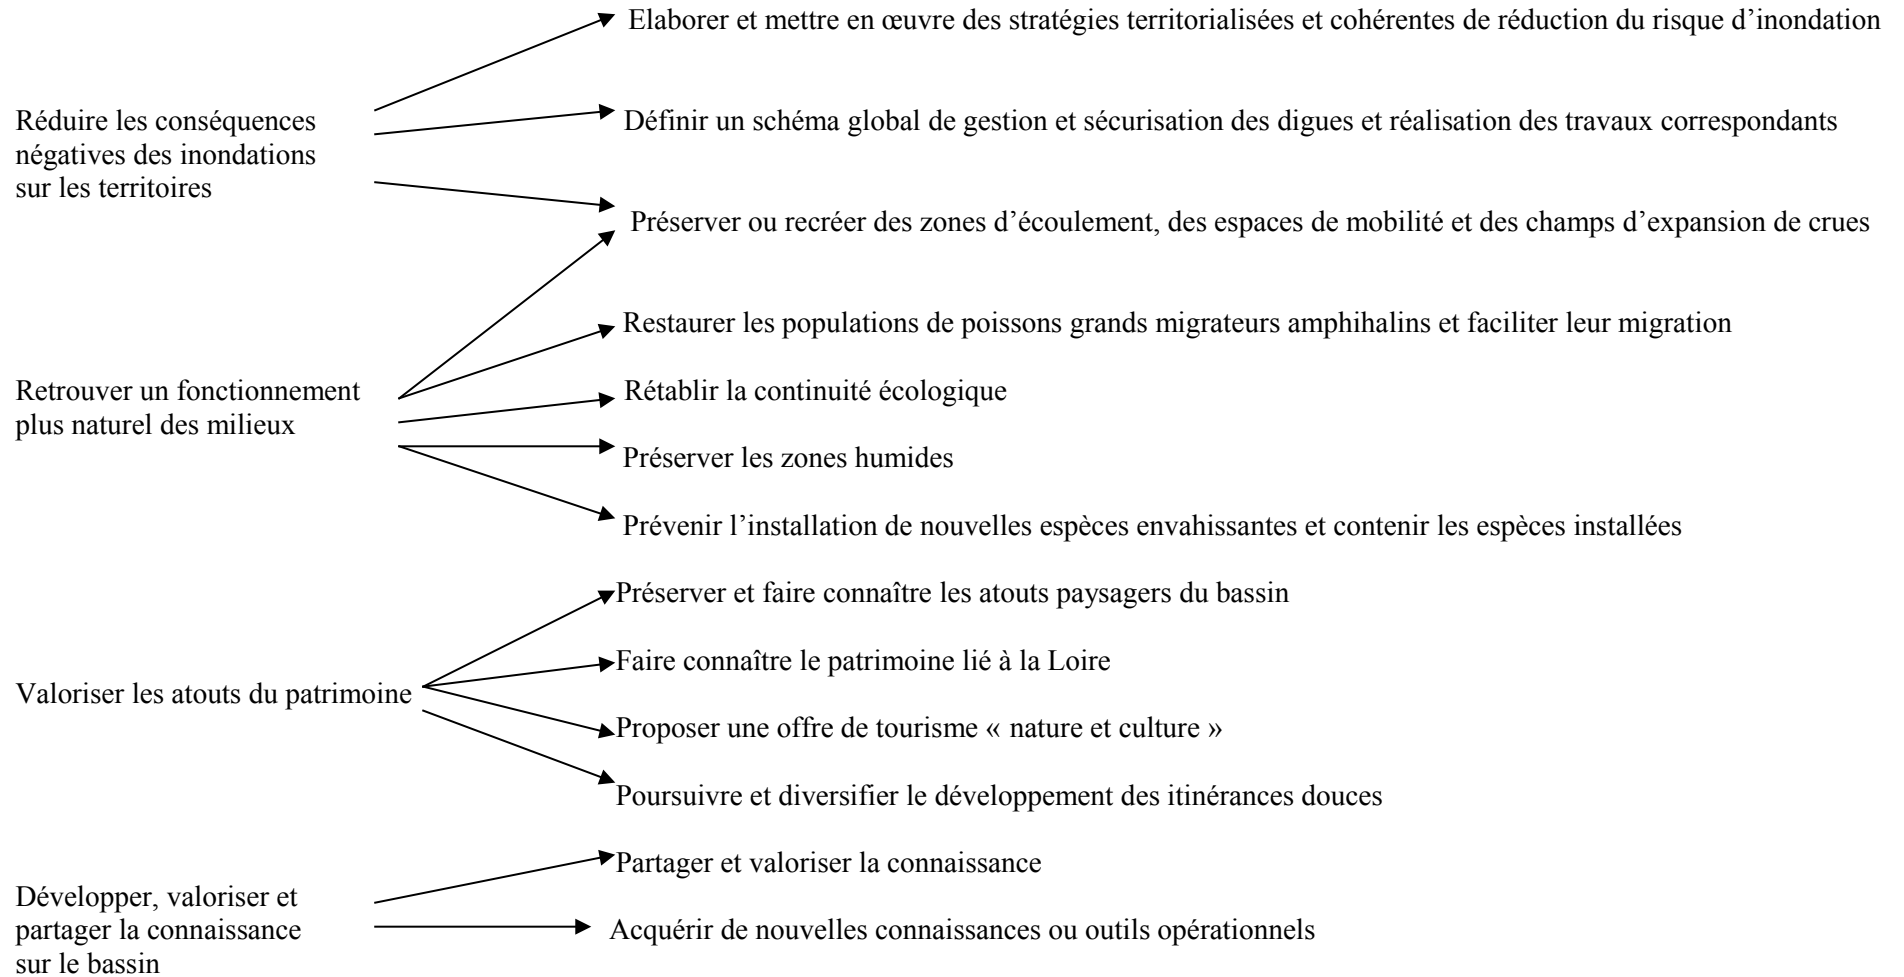 Elaborer et mettre en œuvre des stratégies territorialisées et cohérentes de réduction du risque d’inondation
Réduire les conséquences
négatives des inondations
sur les territoires
Définir un schéma global de gestion et sécurisation des digues et réalisation des travaux correspondants
Préserver ou recréer des zones d’écoulement, des espaces de mobilité et des champs d’expansion de crues
Restaurer les populations de poissons grands migrateurs amphihalins et faciliter leur migration
Retrouver un fonctionnement
plus naturel des milieux
Rétablir la continuité écologique
Préserver les zones humides
Prévenir l’installation de nouvelles espèces envahissantes et contenir les espèces installées
Préserver et faire connaître les atouts paysagers du bassin
Faire connaître le patrimoine lié à la Loire
Valoriser les atouts du patrimoine
Proposer une offre de tourisme « nature et culture »
Poursuivre et diversifier le développement des itinérances douces
Partager et valoriser la connaissance
Développer, valoriser et
partager la connaissance
sur le bassin
Acquérir de nouvelles connaissances ou outils opérationnels